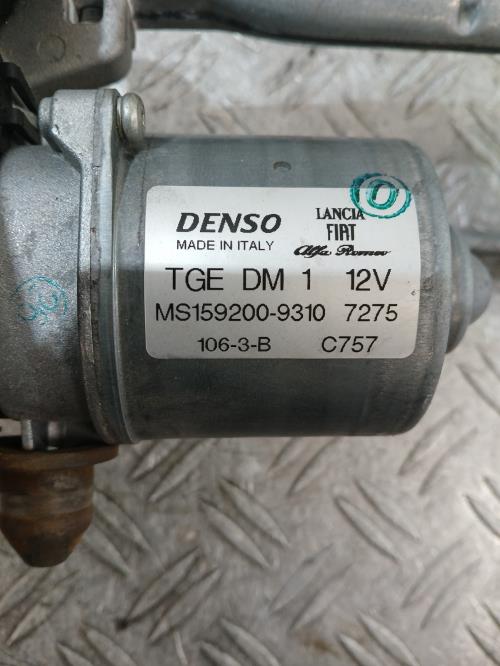 DENSO
MADE IN ITALY
LANCIA
FIAT
Alfa Romeo
TGE DM 1 12V
MS159200-9310 7275
106-3-B C757